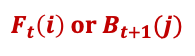 F_t(i) or B_{t+1}(j)